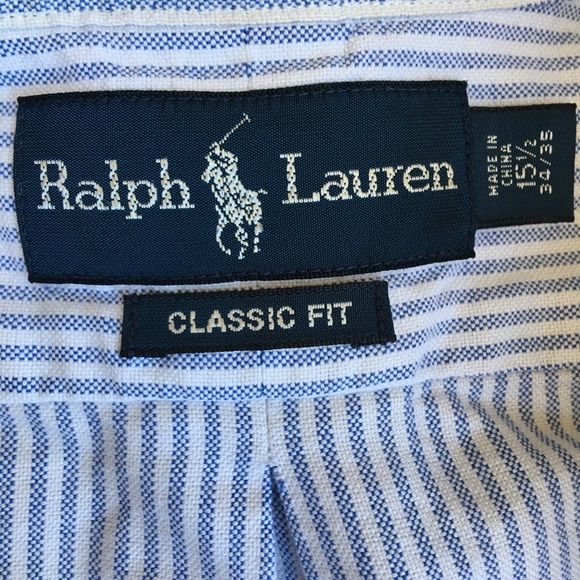 Ralph Lauren
MADE IN
CHINA
15½
34/35
CLASSIC FIT